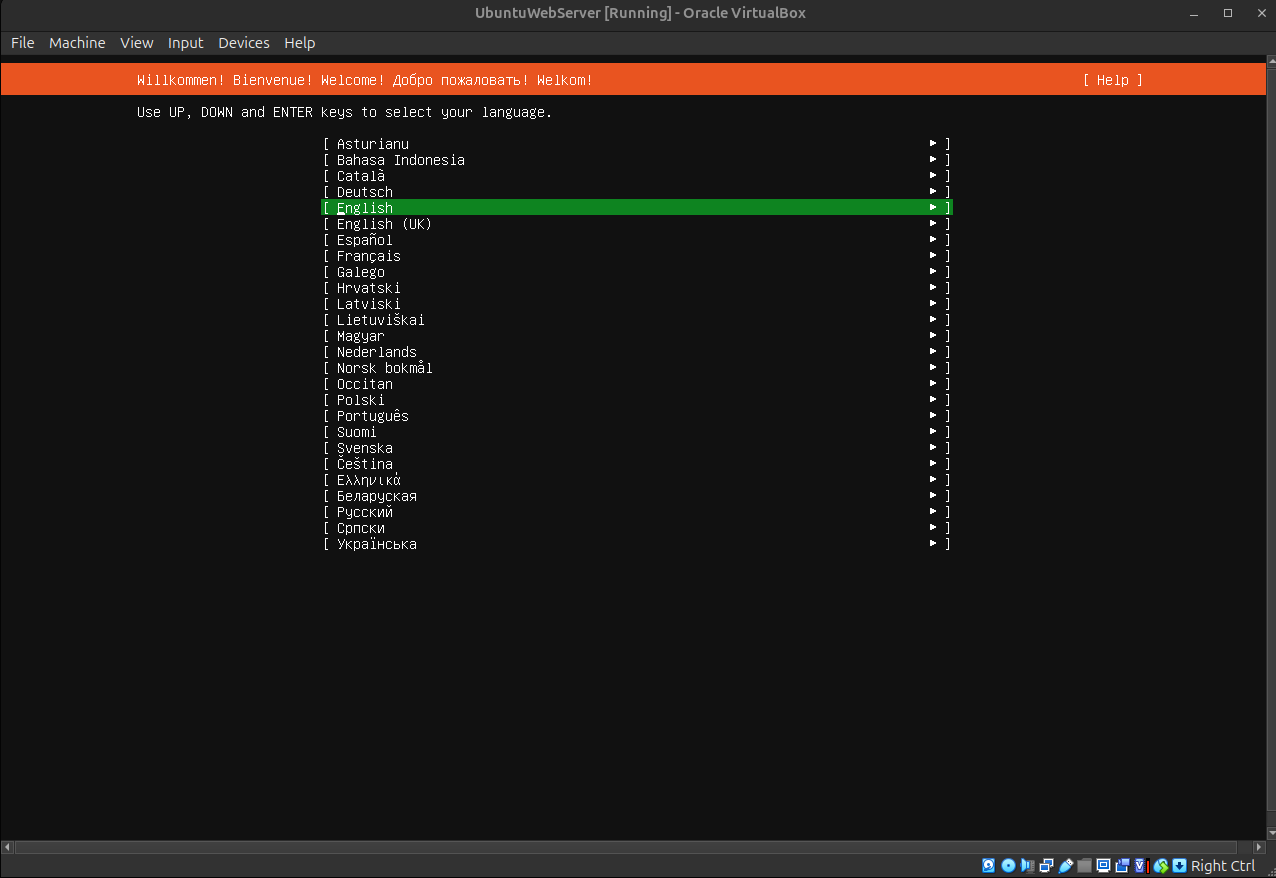 UbuntuWebServer [Running] - Oracle VirtualBox
File Machine View Input Devices Help
Willkommen! Bienvenue! Welcome! Добро пожаловать! Welkom! [ Help ]
Use UP, DOWN and ENTER keys to select your language.
[ Asturianu ► ]
[ Bahasa Indonesia ► ]
[ Català ► ]
[ Deutsch ► ]
[ English ► ]
[ English (UK) ► ]
[ Español ► ]
[ Français ► ]
[ Galego ► ]
[ Hrvatski ► ]
[ Latviski ► ]
[ Lietuviškai ► ]
[ Magyar ► ]
[ Nederlands ► ]
[ Norsk bokmål ► ]
[ Occitan ► ]
[ Polski ► ]
[ Português ► ]
[ Suomi ► ]
[ Svenska ► ]
[ Čeština ► ]
[ Ελληνικά ► ]
[ Беларуская ► ]
[ Русский ► ]
[ Српски ► ]
[ Українська ► ]
Right Ctrl